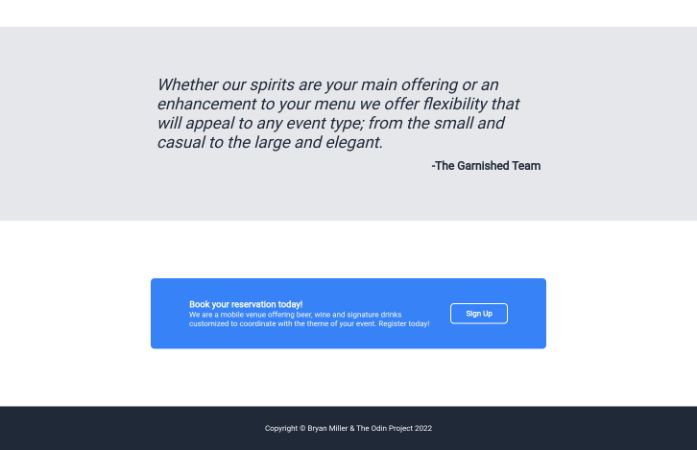 Whether our spirits are your main offering or an
enhancement to your menu we offer flexibility that
will appeal to any event type; from the small and
casual to the large and elegant.
-The Garnished Team
Book your reservation today!
We are a mobile venue offering beer, wine and signature drinks
customized to coordinate with the theme of your event. Register today!
Sign Up
Copyright © Bryan Miller & The Odin Project 2022